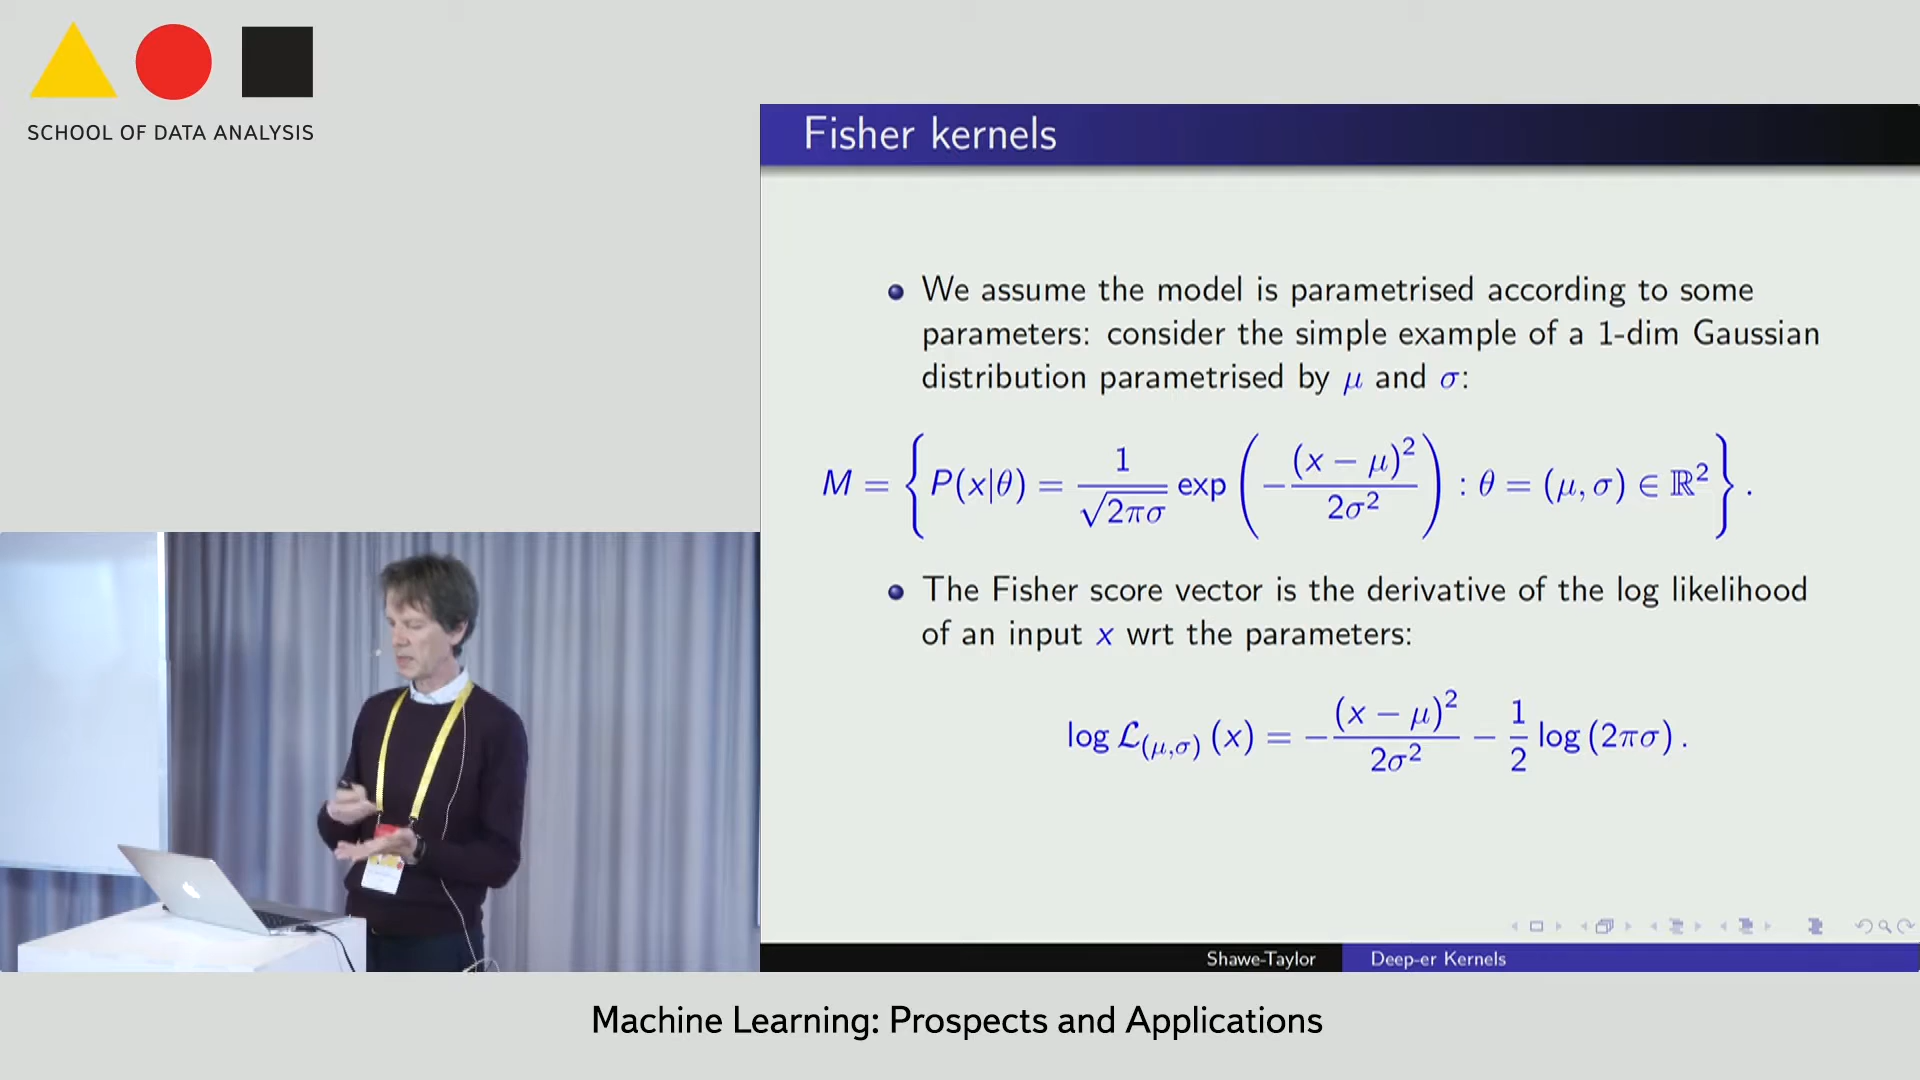 SCHOOL OF DATA ANALYSIS
Fisher kernels
We assume the model is parametrised according to some
parameters: consider the simple example of a 1-dim Gaussian
distribution parametrised by μ and σ:
M = { P(x|θ) = 1/√2πσ exp ( − (x − μ)²/2σ² ) : θ = (μ, σ) ∈ ℝ² } .
The Fisher score vector is the derivative of the log likelihood
of an input x wrt the parameters:
log ℒ(μ,σ) (x) = − (x − μ)²/2σ² − 1/2 log (2πσ) .
Shawe-Taylor Deep-er Kernels
Machine Learning: Prospects and Applications